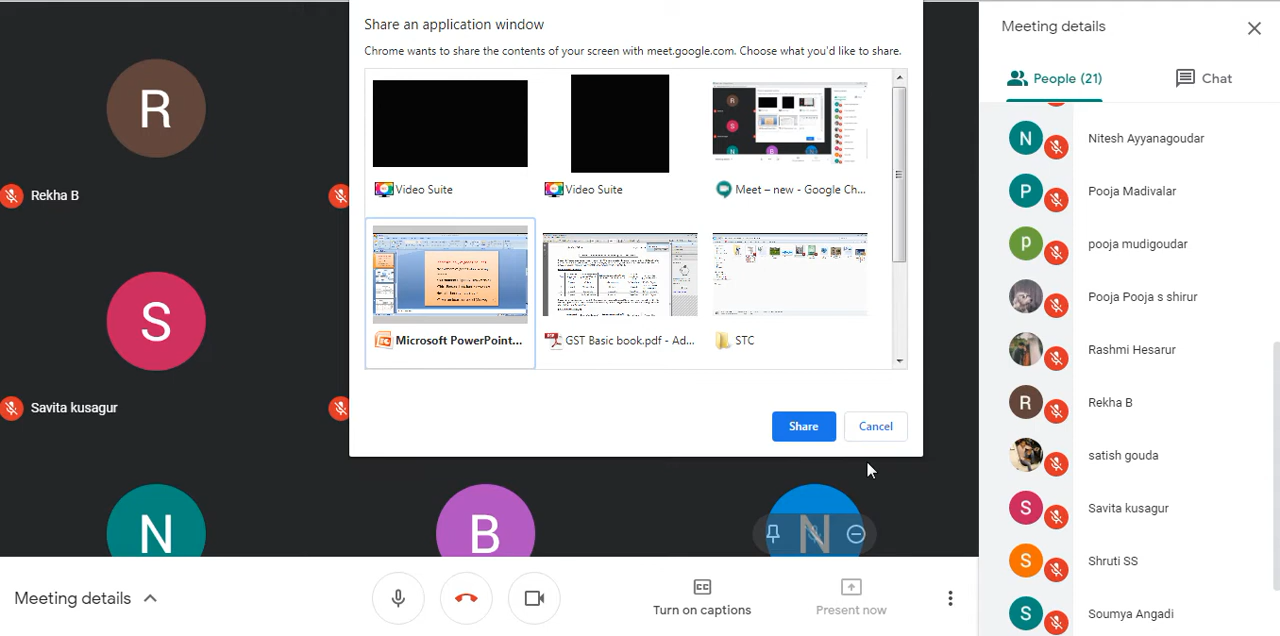 Share an application window
Chrome wants to share the contents of your screen with meet.google.com. Choose what you'd like to share.
Video Suite
Video Suite
Meet – new - Google Ch...
Microsoft PowerPoint...
GST Basic book.pdf - Ad...
STC
Share
Cancel
R
Rekha B
S
Savita kusagur
N
B
N
Meeting details
Turn on captions
Present now
Meeting details
People (21)
Chat
N
Nitesh Ayyanagoudar
P
Pooja Madivalar
p
pooja mudigoudar
Pooja Pooja s shirur
Rashmi Hesarur
R
Rekha B
satish gouda
S
Savita kusagur
S
Shruti SS
S
Soumya Angadi